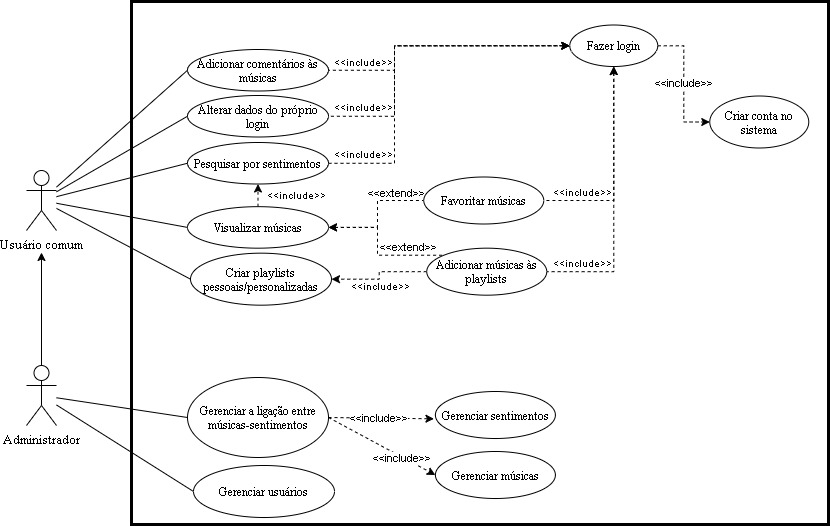 Fazer login
Adicionar comentários às
músicas
<<include>>
<<include>>
Alterar dados do próprio
login
<<include>>
Criar conta no
sistema
Pesquisar por sentimentos
<<include>>
<<include>>
<<extend>>
Favoritar músicas
<<include>>
Visualizar músicas
Usuário comum
<<extend>>
Criar playlists
pessoais/personalizadas
<<include>>
Adicionar músicas às
playlists
<<include>>
Administrador
Gerenciar a ligação entre
músicas-sentimentos
<<include>>
Gerenciar sentimentos
<<include>>
Gerenciar músicas
Gerenciar usuários